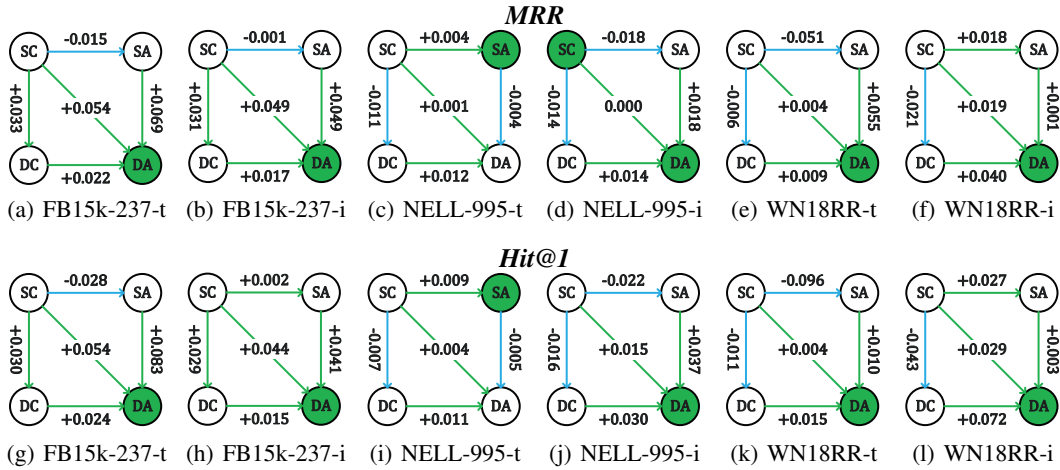 MRR
SC -0.015 SA
+0.033 +0.054 +0.069
DC +0.022 DA
(a) FB15k-237-t
SC -0.001 SA
+0.031 +0.049 +0.049
DC +0.017 DA
(b) FB15k-237-i
SC +0.004 SA
-0.011 +0.001 -0.004
DC +0.012 DA
(c) NELL-995-t
SC -0.018 SA
-0.014 0.000 +0.018
DC +0.014 DA
(d) NELL-995-i
SC -0.051 SA
-0.006 +0.004 +0.055
DC +0.009 DA
(e) WN18RR-t
SC +0.018 SA
-0.021 +0.019 +0.001
DC +0.040 DA
(f) WN18RR-i
Hit@1
SC -0.028 SA
+0.030 +0.054 +0.083
DC +0.024 DA
(g) FB15k-237-t
SC +0.002 SA
+0.029 +0.044 +0.041
DC +0.015 DA
(h) FB15k-237-i
SC +0.009 SA
-0.007 +0.004 -0.005
DC +0.011 DA
(i) NELL-995-t
SC -0.022 SA
-0.016 +0.015 +0.037
DC +0.030 DA
(j) NELL-995-i
SC -0.096 SA
-0.011 +0.004 +0.010
DC +0.015 DA
(k) WN18RR-t
SC +0.027 SA
-0.043 +0.029 +0.0003
DC +0.072 DA
(l) WN18RR-i